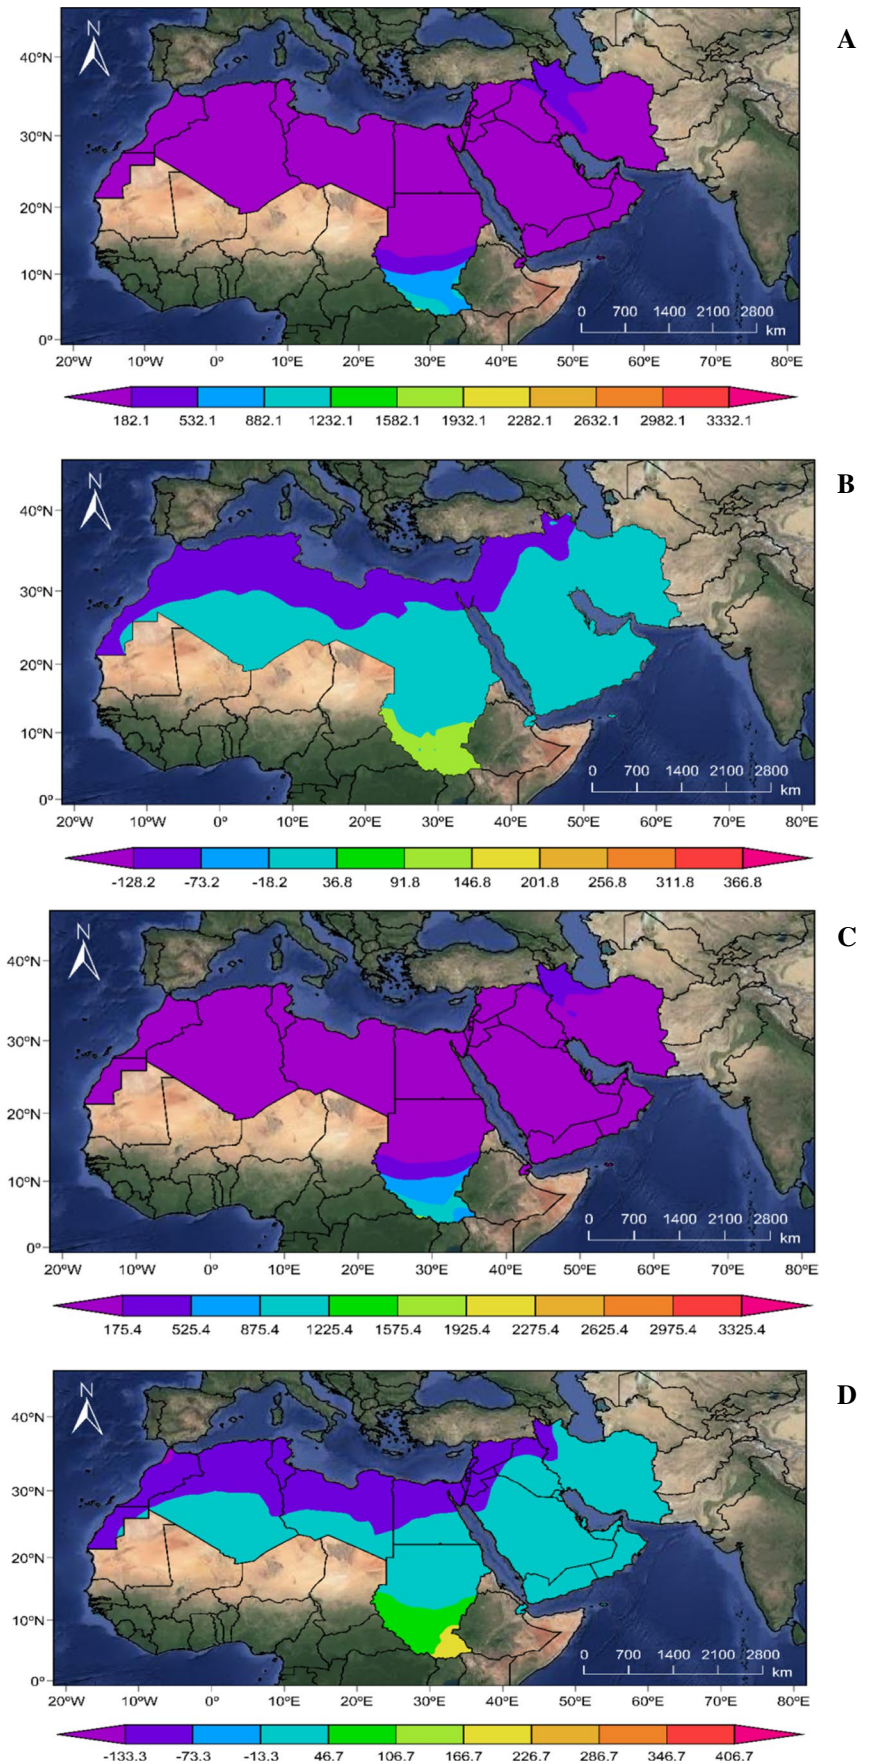 A
N
40°N
30°N
20°N
10°N
0°
0 700 1400 2100 2800
km
20°W 10°W 0° 10°E 20°E 30°E 40°E 50°E 60°E 70°E 80°E
182.1 532.1 882.1 1232.1 1582.1 1932.1 2282.1 2632.1 2982.1 3332.1
B
N
40°N
30°N
20°N
10°N
0°
0 700 1400 2100 2800
km
20°W 10°W 0° 10°E 20°E 30°E 40°E 50°E 60°E 70°E 80°E
-128.2 -73.2 -18.2 36.8 91.8 146.8 201.8 256.8 311.8 366.8
C
N
40°N
30°N
20°N
10°N
0°
0 700 1400 2100 2800
km
20°W 10°W 0° 10°E 20°E 30°E 40°E 50°E 60°E 70°E 80°E
175.4 525.4 875.4 1225.4 1575.4 1925.4 2275.4 2625.4 2975.4 3325.4
D
N
40°N
30°N
20°N
10°N
0°
0 700 1400 2100 2800
km
20°W 10°W 0° 10°E 20°E 30°E 40°E 50°E 60°E 70°E 80°E
-133.3 -73.3 -13.3 46.7 106.7 166.7 226.7 286.7 346.7 406.7